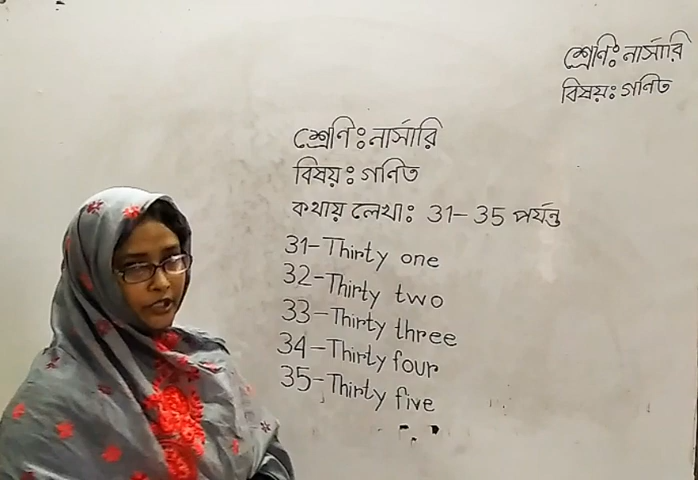 শ্রেণিঃ নার্সারি
বিষয়ঃ গণিত
শ্রেণিঃ নার্সারি
বিষয়ঃ গণিত
কথায় লেখাঃ 31- 35 পর্যন্ত
31-Thirty one
32-Thirty two
33-Thirty three
34-Thirty four
35-Thirty five